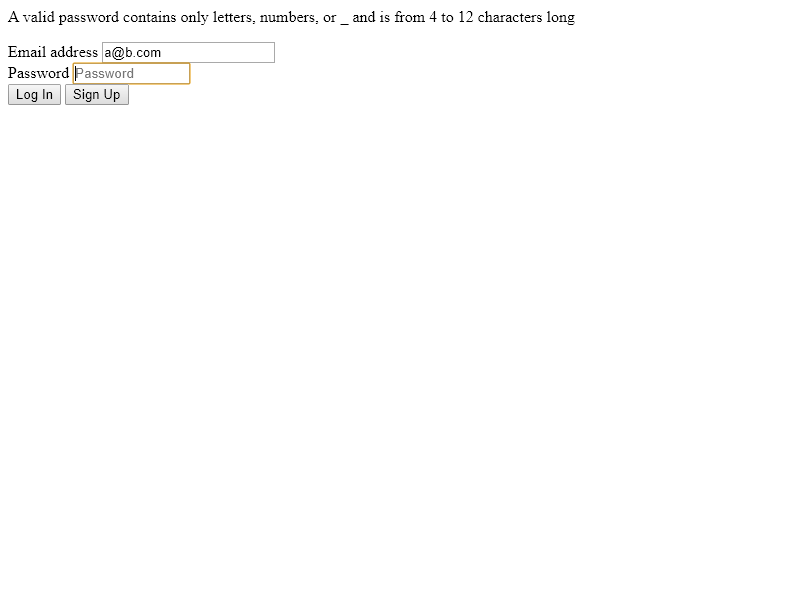 A valid password contains only letters, numbers, or _ and is from 4 to 12 characters long
Email address a@b.com
Password Password
Log In Sign Up